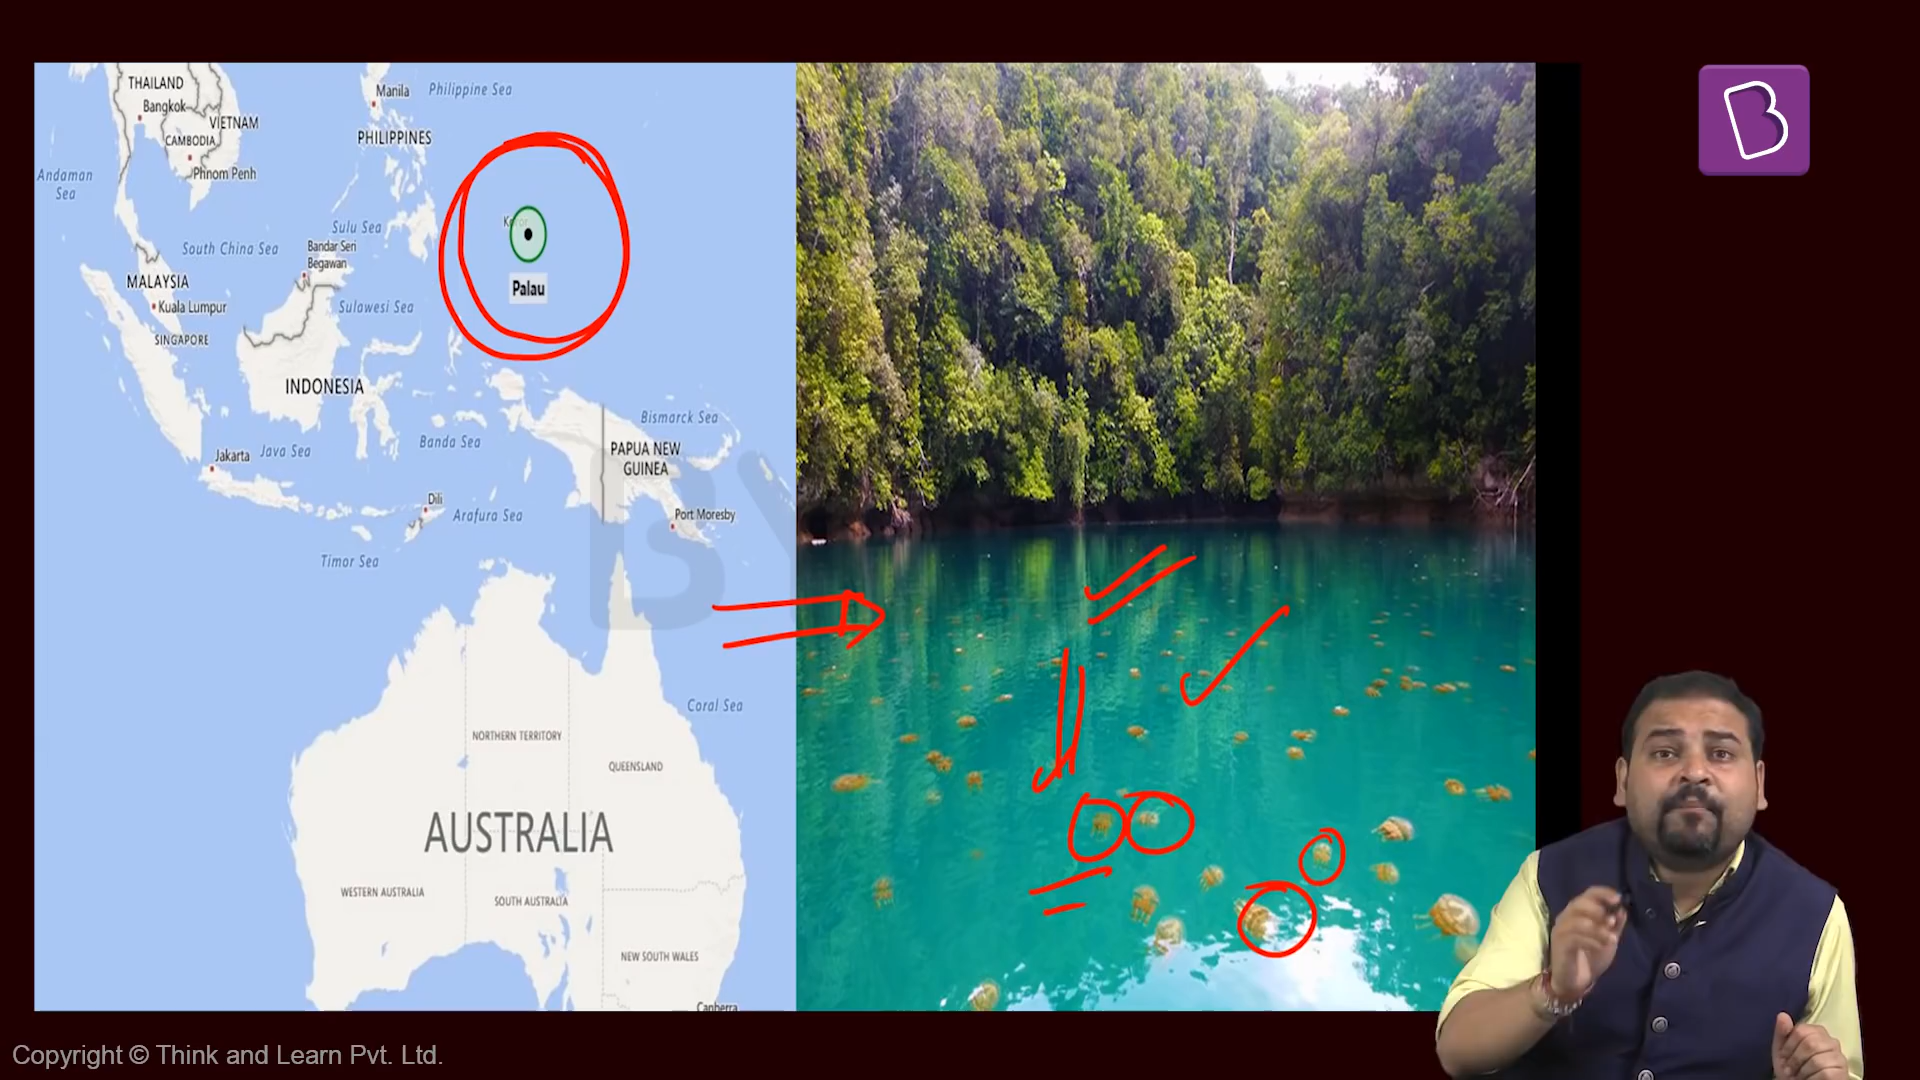 THAILAND
Bangkok
VIETNAM
CAMBODIA
Phnom Penh
Andaman
Sea
Manila
Philippine Sea
PHILIPPINES
South China Sea
Sulu Sea
Bandar Seri
Begawan
Palau
MALAYSIA
Kuala Lumpur
SINGAPORE
Sulawesi Sea
INDONESIA
Jakarta
Java Sea
Banda Sea
Bismarck Sea
PAPUA NEW
GUINEA
Port Moresby
Dili
Arafura Sea
Timor Sea
Coral Sea
NORTHERN TERRITORY
QUEENSLAND
AUSTRALIA
WESTERN AUSTRALIA
SOUTH AUSTRALIA
NEW SOUTH WALES
Canberra
B
Copyright © Think and Learn Pvt. Ltd.